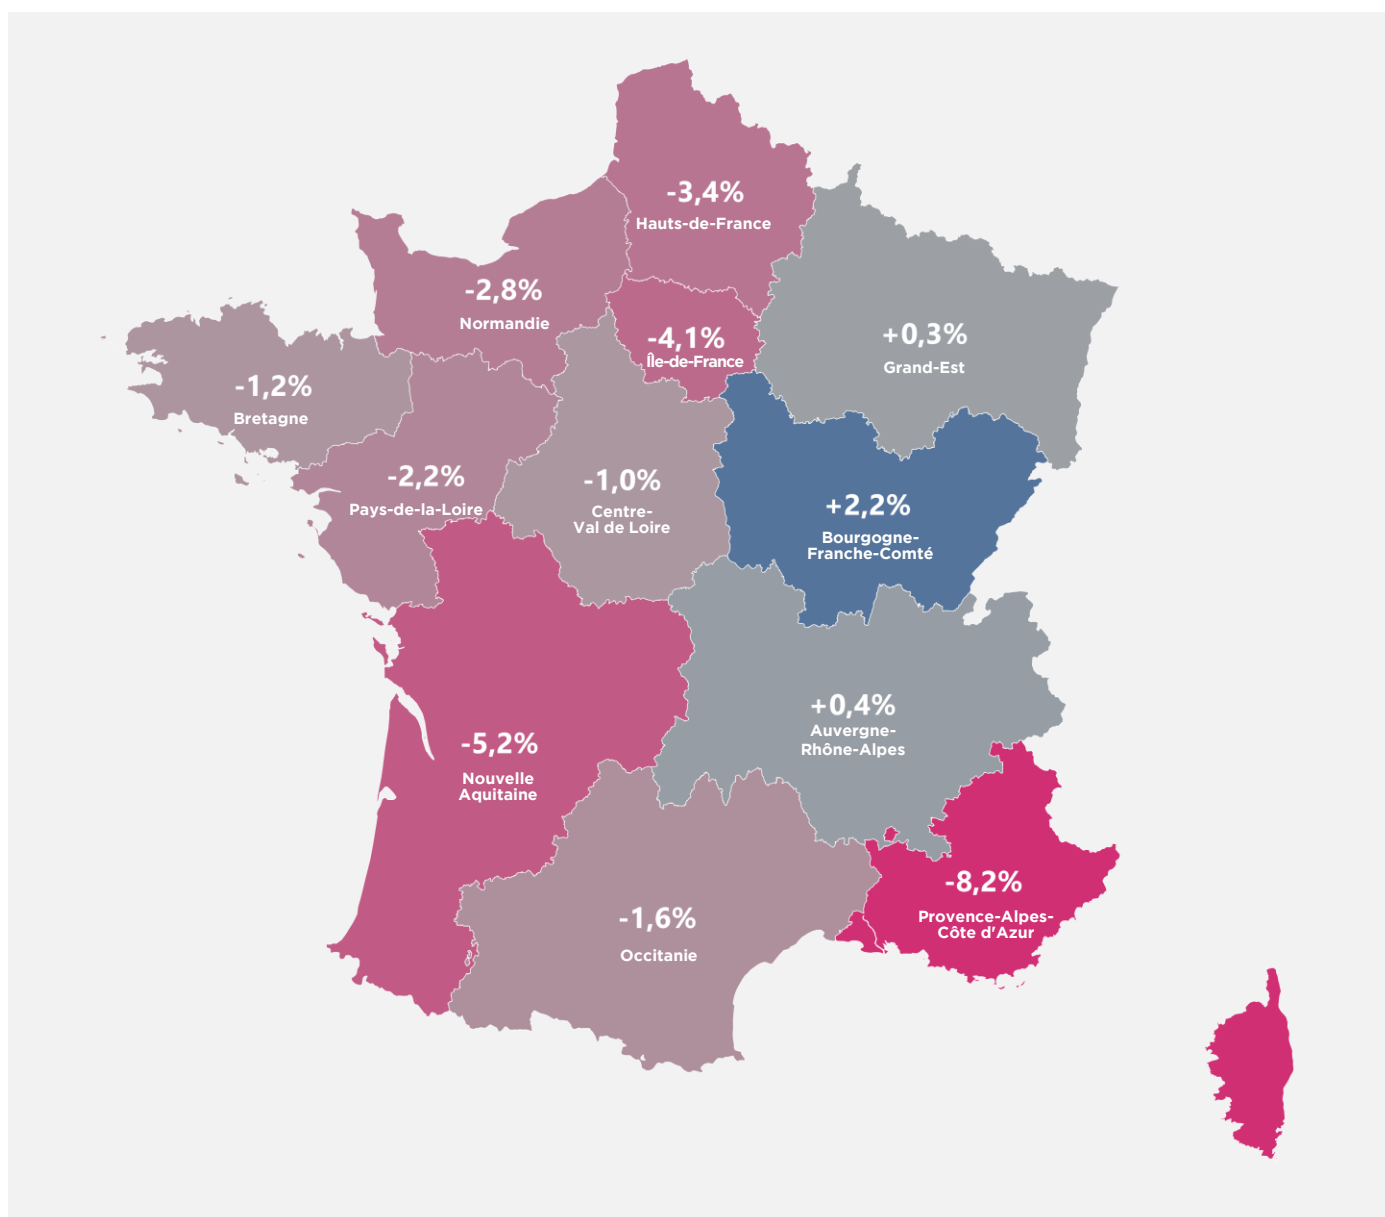 -3,4%
Hauts-de-France
-2,8%
Normandie
-4,1%
Île-de-France
+0,3%
Grand-Est
-1,2%
Bretagne
-2,2%
Pays-de-la-Loire
-1,0%
Centre-
Val de Loire
+2,2%
Bourgogne-
Franche-Comté
-5,2%
Nouvelle
Aquitaine
+0,4%
Auvergne-
Rhône-Alpes
-1,6%
Occitanie
-8,2%
Provence-Alpes-
Côte d'Azur